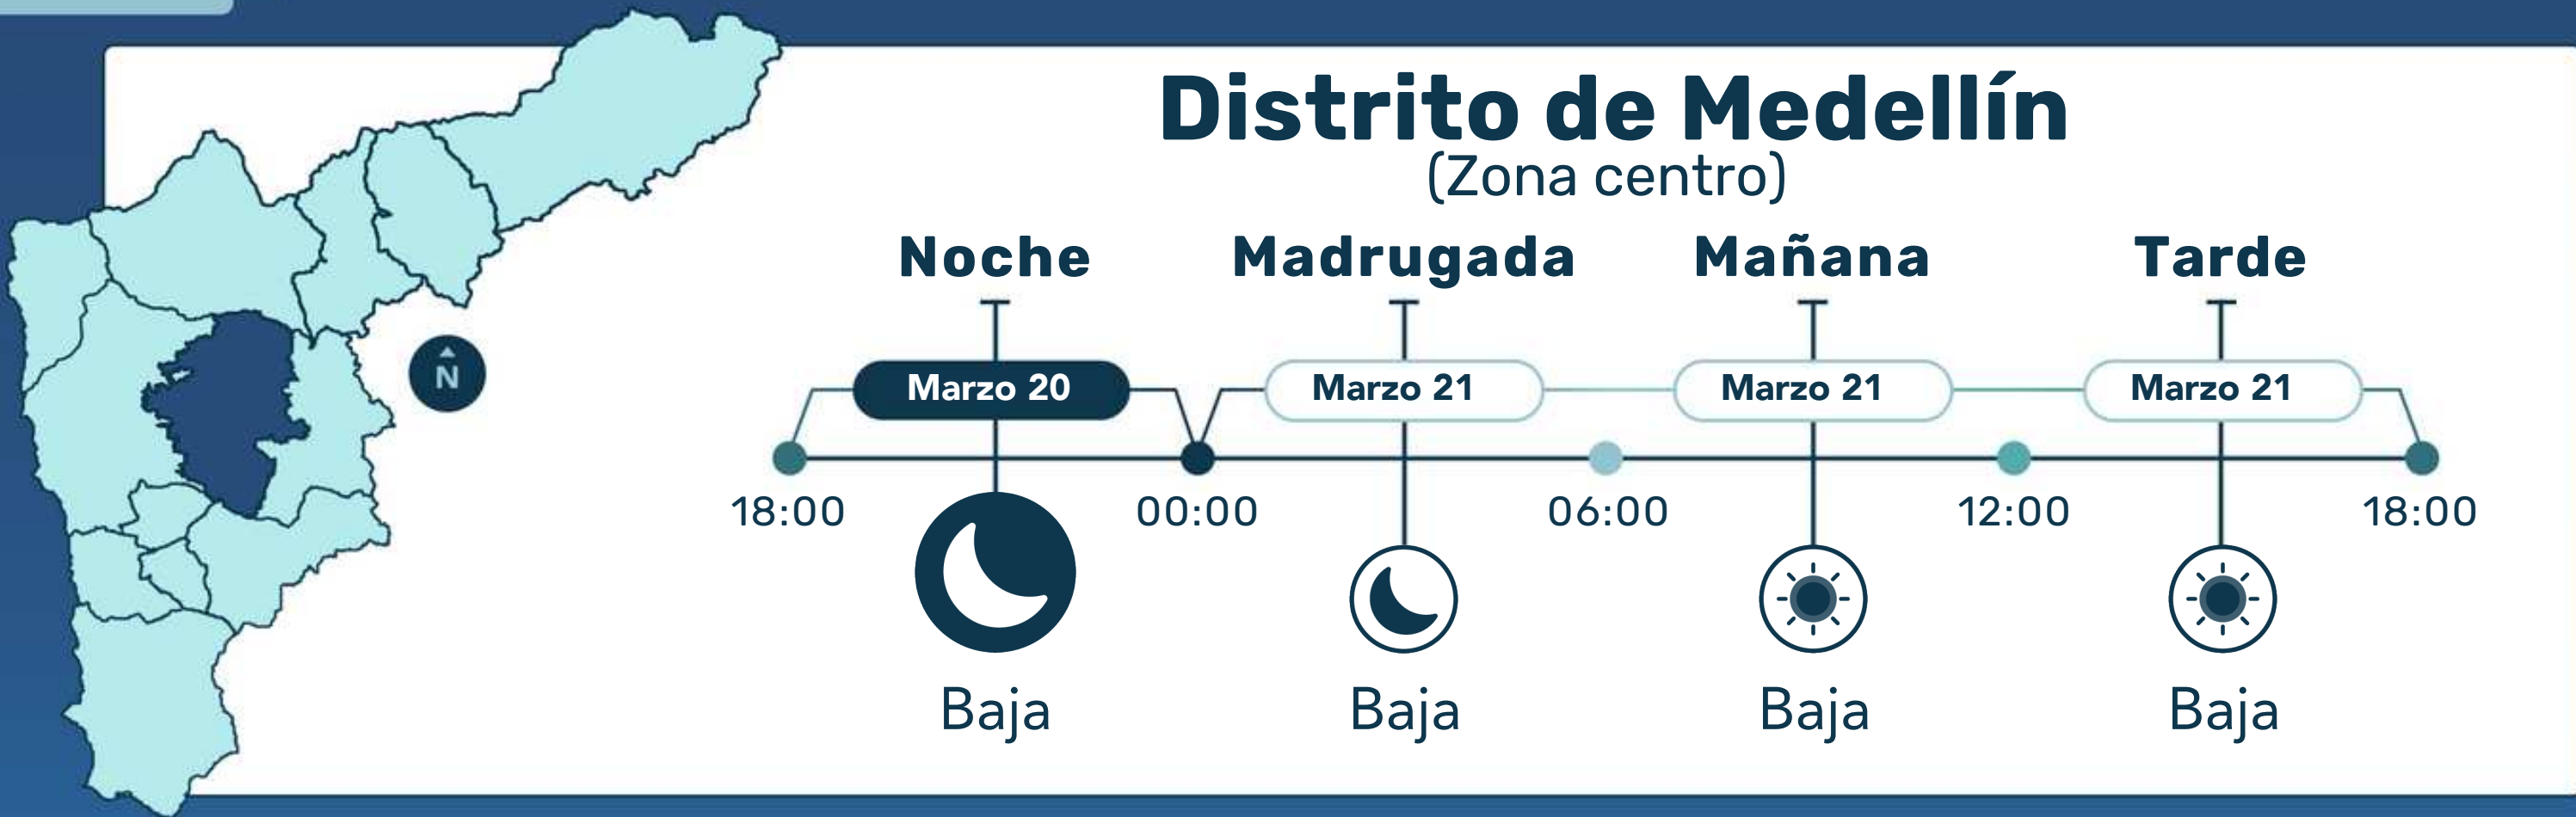 Distrito de Medellín
(Zona centro)
Noche Madrugada Mañana Tarde
N
Marzo 20 Marzo 21 Marzo 21 Marzo 21
18:00 00:00 06:00 12:00 18:00
Baja Baja Baja Baja